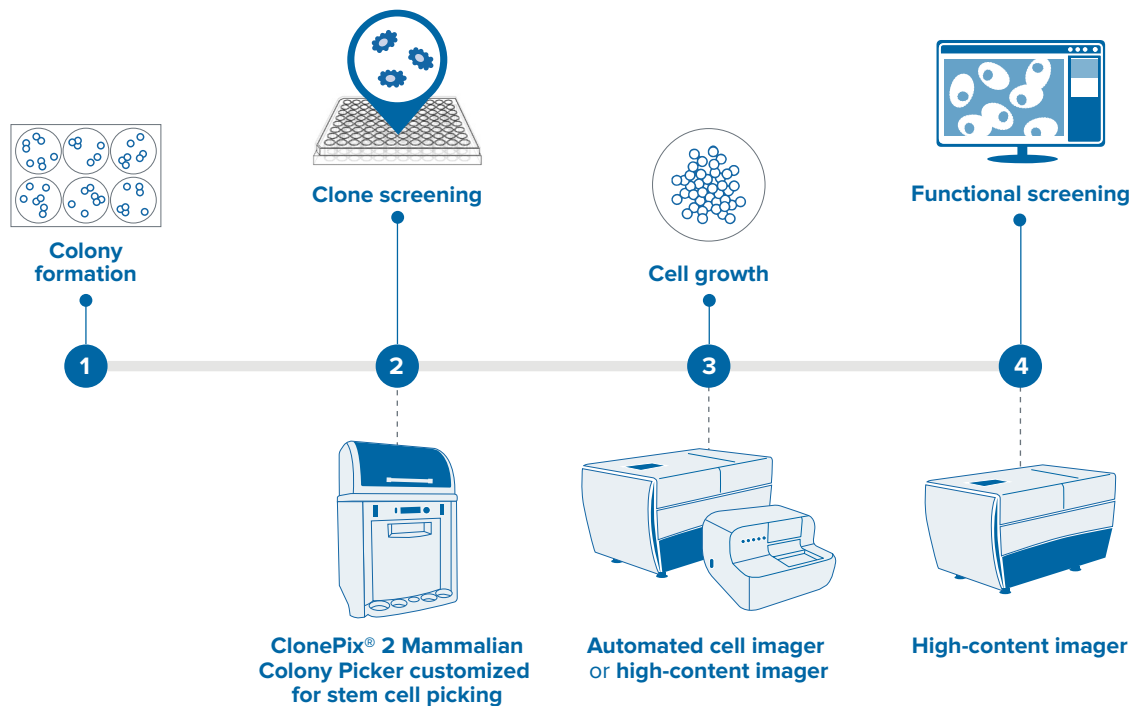 Clone screening
Functional screening
Colony
formation
Cell growth
1
2
3
4
ClonePix® 2 Mammalian
Colony Picker customized
for stem cell picking
Automated cell imager
or high-content imager
High-content imager